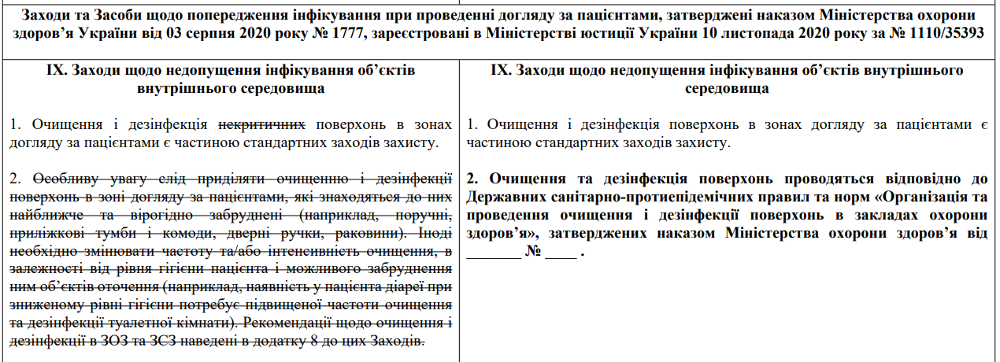 Заходи та Засоби щодо попередження інфікування при проведенні догляду за пацієнтами, затверджені наказом Міністерства охорони
здоров’я України від 03 серпня 2020 року № 1777, зареєстровані в Міністерстві юстиції України 10 листопада 2020 року за № 1110/35393
ІХ. Заходи щодо недопущення інфікування об’єктів
внутрішнього середовища
1. Очищення і дезінфекція некритичних поверхонь в зонах
догляду за пацієнтами є частиною стандартних заходів захисту.
2. Особливу увагу слід приділяти очищенню і дезінфекції
поверхонь в зоні догляду за пацієнтами, які знаходяться до них
найближче та вірогідно забруднені (наприклад, поручні,
приліжкові тумби і комоди, дверні ручки, раковини). Іноді
необхідно змінювати частоту та/або інтенсивність очищення, в
залежності від рівня гігієни пацієнта і можливого забруднення
ним об’єктів оточення (наприклад, наявність у пацієнта діареї при
зниженому рівні гігієни потребує підвищеної частоти очищення
та дезінфекції туалетної кімнати). Рекомендації щодо очищення і
дезінфекції в ЗОЗ та ЗСЗ наведені в додатку 8 до цих Заходів.
ІХ. Заходи щодо недопущення інфікування об’єктів внутрішнього
середовища
1. Очищення і дезінфекція поверхонь в зонах догляду за пацієнтами є
частиною стандартних заходів захисту.
2. Очищення та дезінфекція поверхонь проводяться відповідно до
Державних санітарно-протиепідемічних правил та норм «Організація та
проведення очищення і дезінфекції поверхонь в закладах охорони
здоров’я», затверджених наказом Міністерства охорони здоров’я від
_______ № ____ .